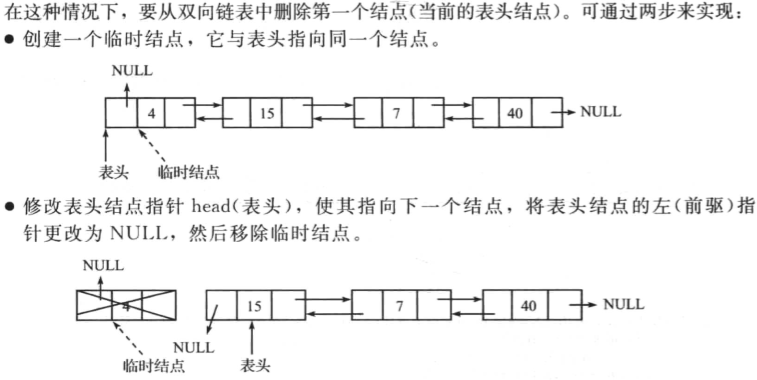 在这种情况下，要从双向链表中删除第一个结点(当前的表头结点)。可通过两步来实现：
● 创建一个临时结点，它与表头指向同一个结点。
NULL
4 15 7 40 NULL
表头 临时结点
● 修改表头结点指针 head(表头)，使其指向下一个结点，将表头结点的左(前驱)指
针更改为 NULL，然后移除临时结点。
NULL
4 15 7 40 NULL
NULL
临时结点 表头